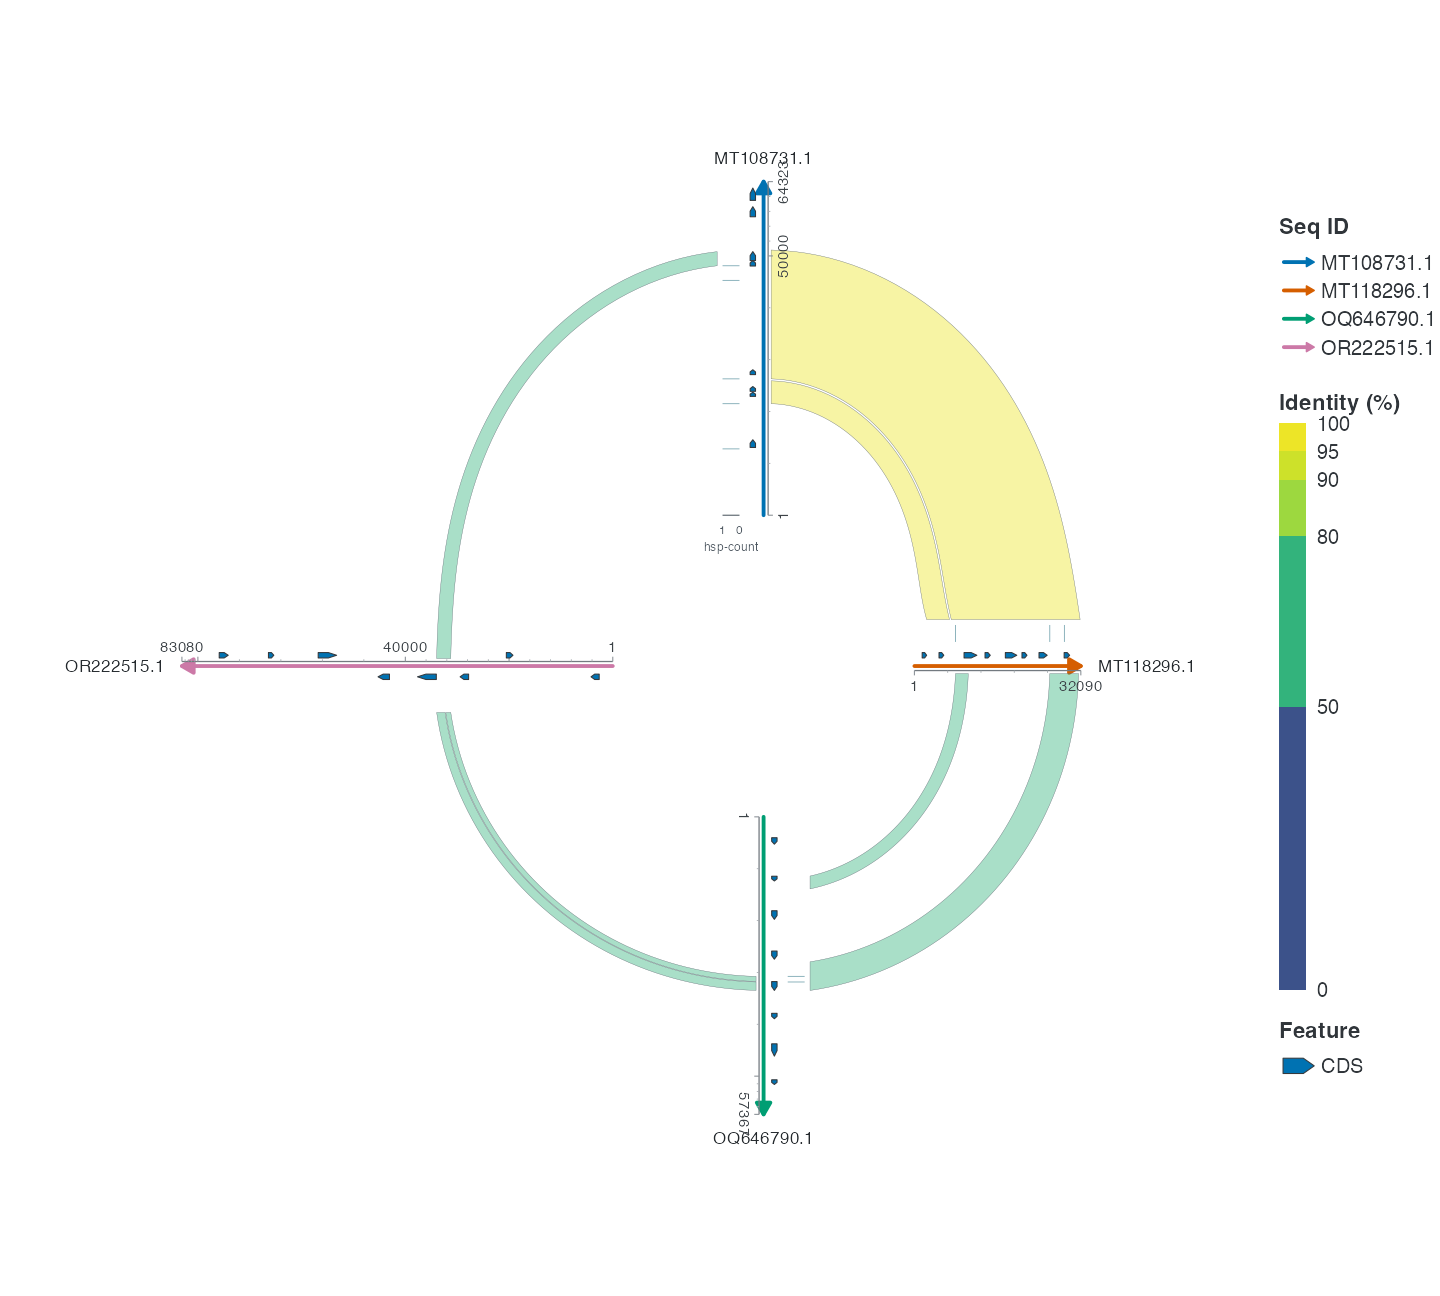 MT108731.1
64323
50000
1
1 0
hsp-count
83080
40000
1
OR222515.1
MT118296.1
1
32090
1
57367
OQ646790.1
Seq ID
MT108731.1
MT118296.1
OQ646790.1
OR222515.1
Identity (%)
100
95
90
80
50
0
Feature
CDS